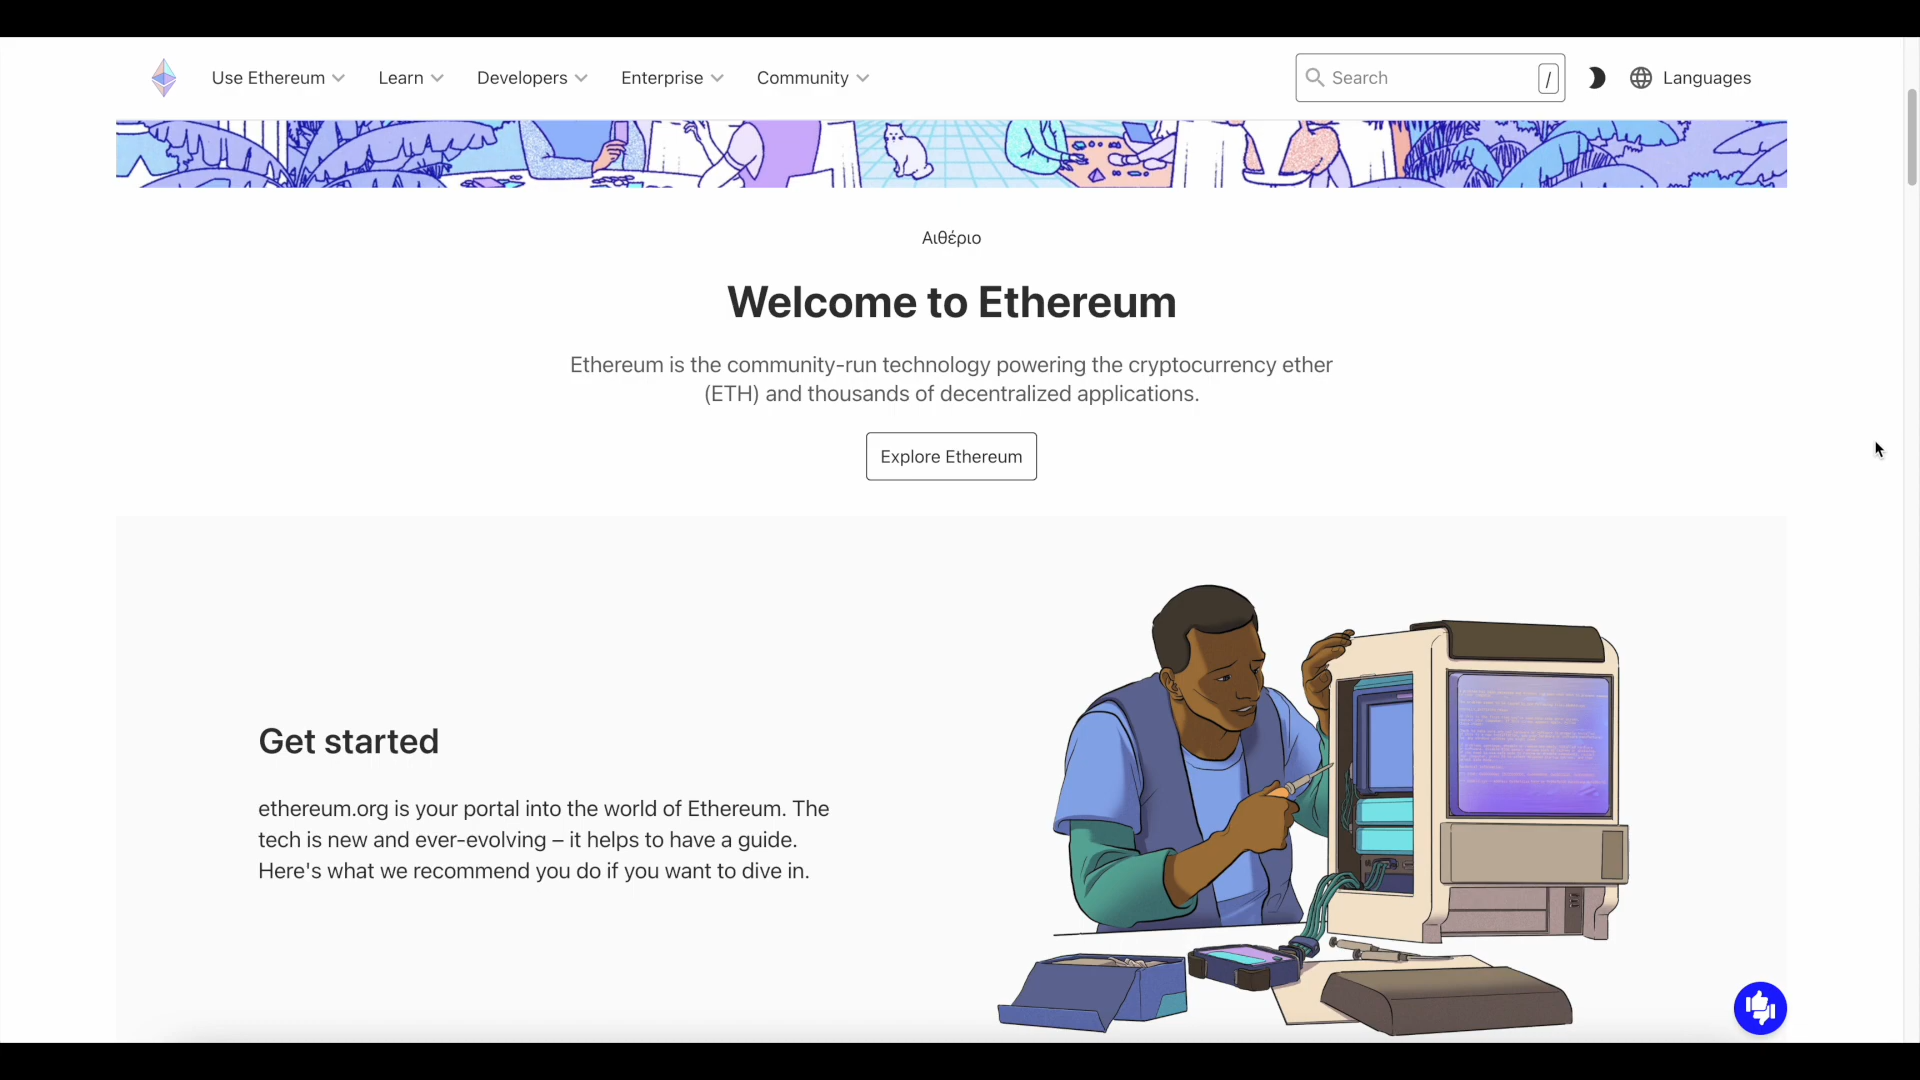 Use Ethereum
Learn
Developers
Enterprise
Community
Search
/
Languages
Αιθέριο
Welcome to Ethereum
Ethereum is the community-run technology powering the cryptocurrency ether
(ETH) and thousands of decentralized applications.
Explore Ethereum
Get started
ethereum.org is your portal into the world of Ethereum. The
tech is new and ever-evolving – it helps to have a guide.
Here's what we recommend you do if you want to dive in.